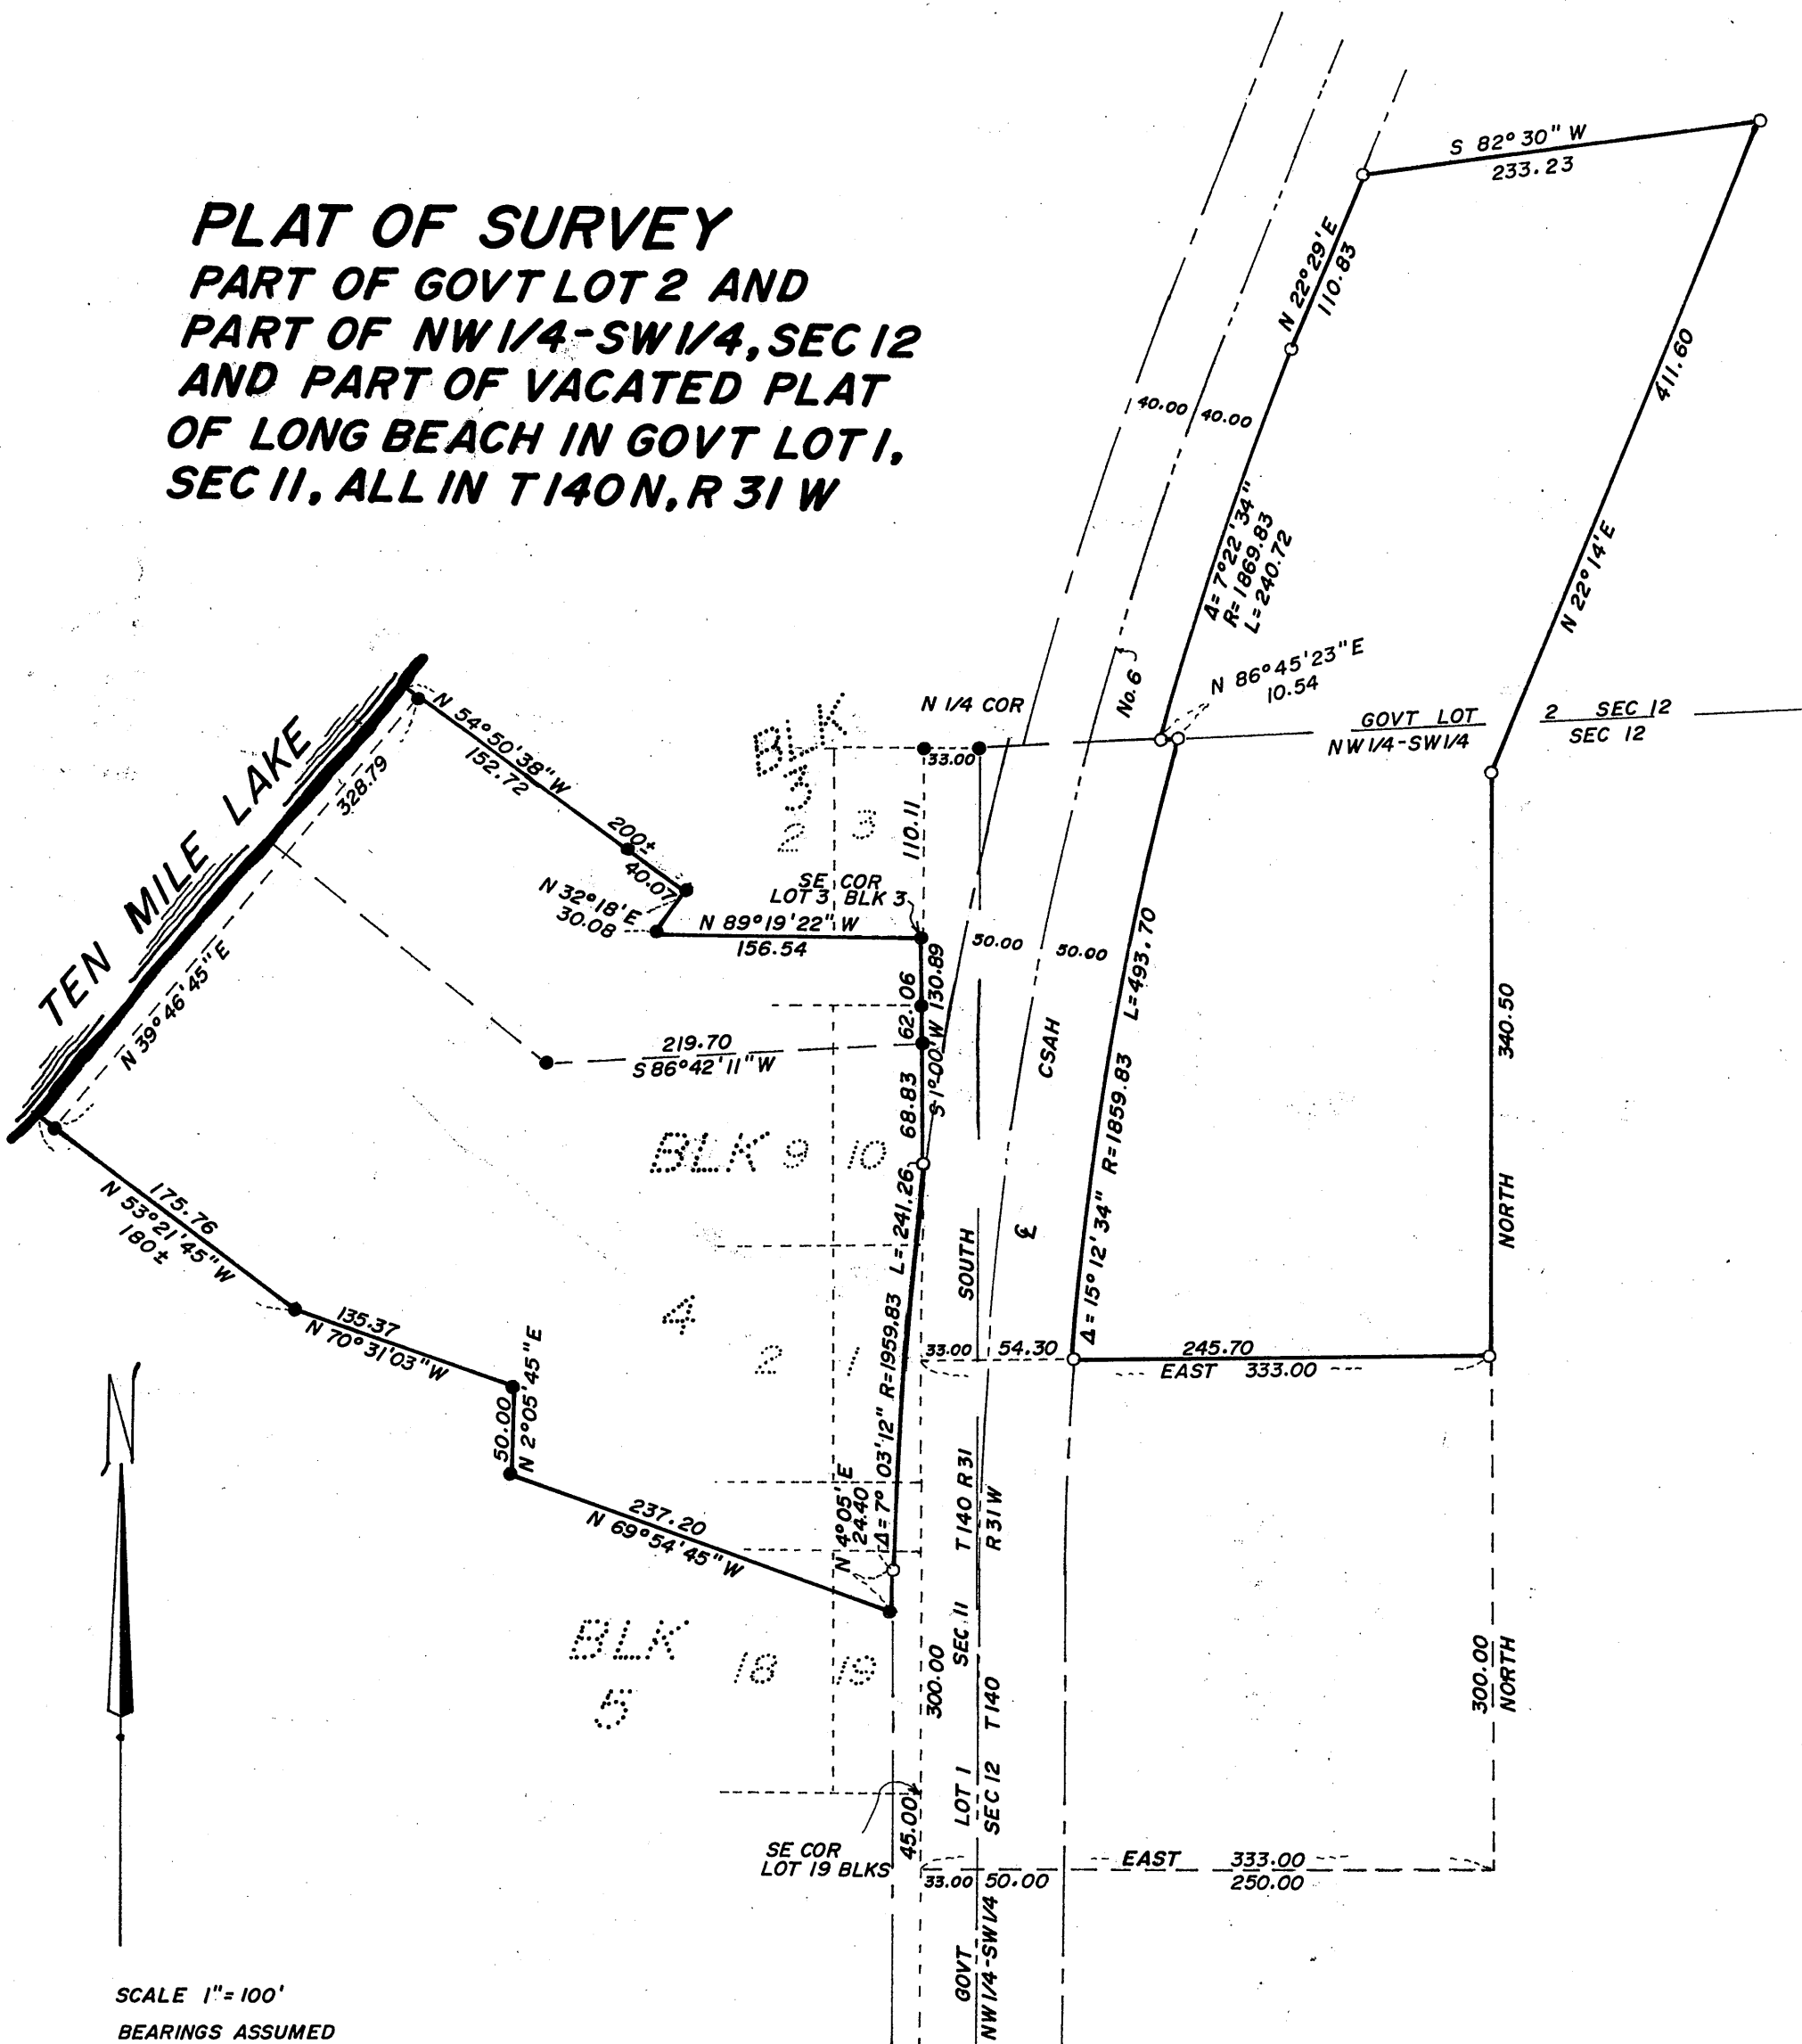 PLAT OF SURVEY
PART OF GOVT LOT 2 AND
PART OF NW 1/4-SW 1/4, SEC 12
AND PART OF VACATED PLAT
OF LONG BEACH IN GOVT LOT 1,
SEC 11, ALL IN T 140 N, R 31 W
S 82° 30" W
233.23
N 22° 29' E
110.83
411.60
N 22° 14' E
40.00
40.00
Δ= 7° 22' 34"
R= 1869.83
L= 240.72
N 86° 45' 23" E
10.54
No. 6
N 1/4 COR
GOVT LOT 2 SEC 12
NW 1/4-SW 1/4 SEC 12
33.00
110.11
BLK
3
2
3
TEN MILE LAKE
328.79
N 39° 46' 45" E
N 54° 50' 38" W
152.72
200±
40.07
N 32° 18' E
30.08
SE COR
LOT 3 BLK 3
N 89° 19' 22" W
156.54
50.00
50.00
L= 493.70
R= 1859.83
Δ= 15° 12' 34"
CSAH
62.06
130.89
S 1° 00' W
68.83
219.70
S 86° 42' 11" W
340.50
NORTH
BLK 9 10
175.76
N 53° 21' 45" W
180±
135.37
N 70° 31' 03" W
50.00
N 2° 05' 45" E
237.20
N 69° 54' 45" W
4
2
1
L= 241.26
R= 1959.83
Δ= 7° 03' 12"
N 4° 05' E
24.40
SOUTH
℄
33.00
54.30
245.70
EAST 333.00
T 140 R 31
R 31 W
SEC 11
T 140
LOT 1
SEC 12
GOVT
NW 1/4-SW 1/4
300.00
300.00
NORTH
BLK
5
18
19
45.00
SE COR
LOT 19 BLK5
EAST 333.00
33.00
50.00
250.00
N
SCALE 1"= 100'
BEARINGS ASSUMED